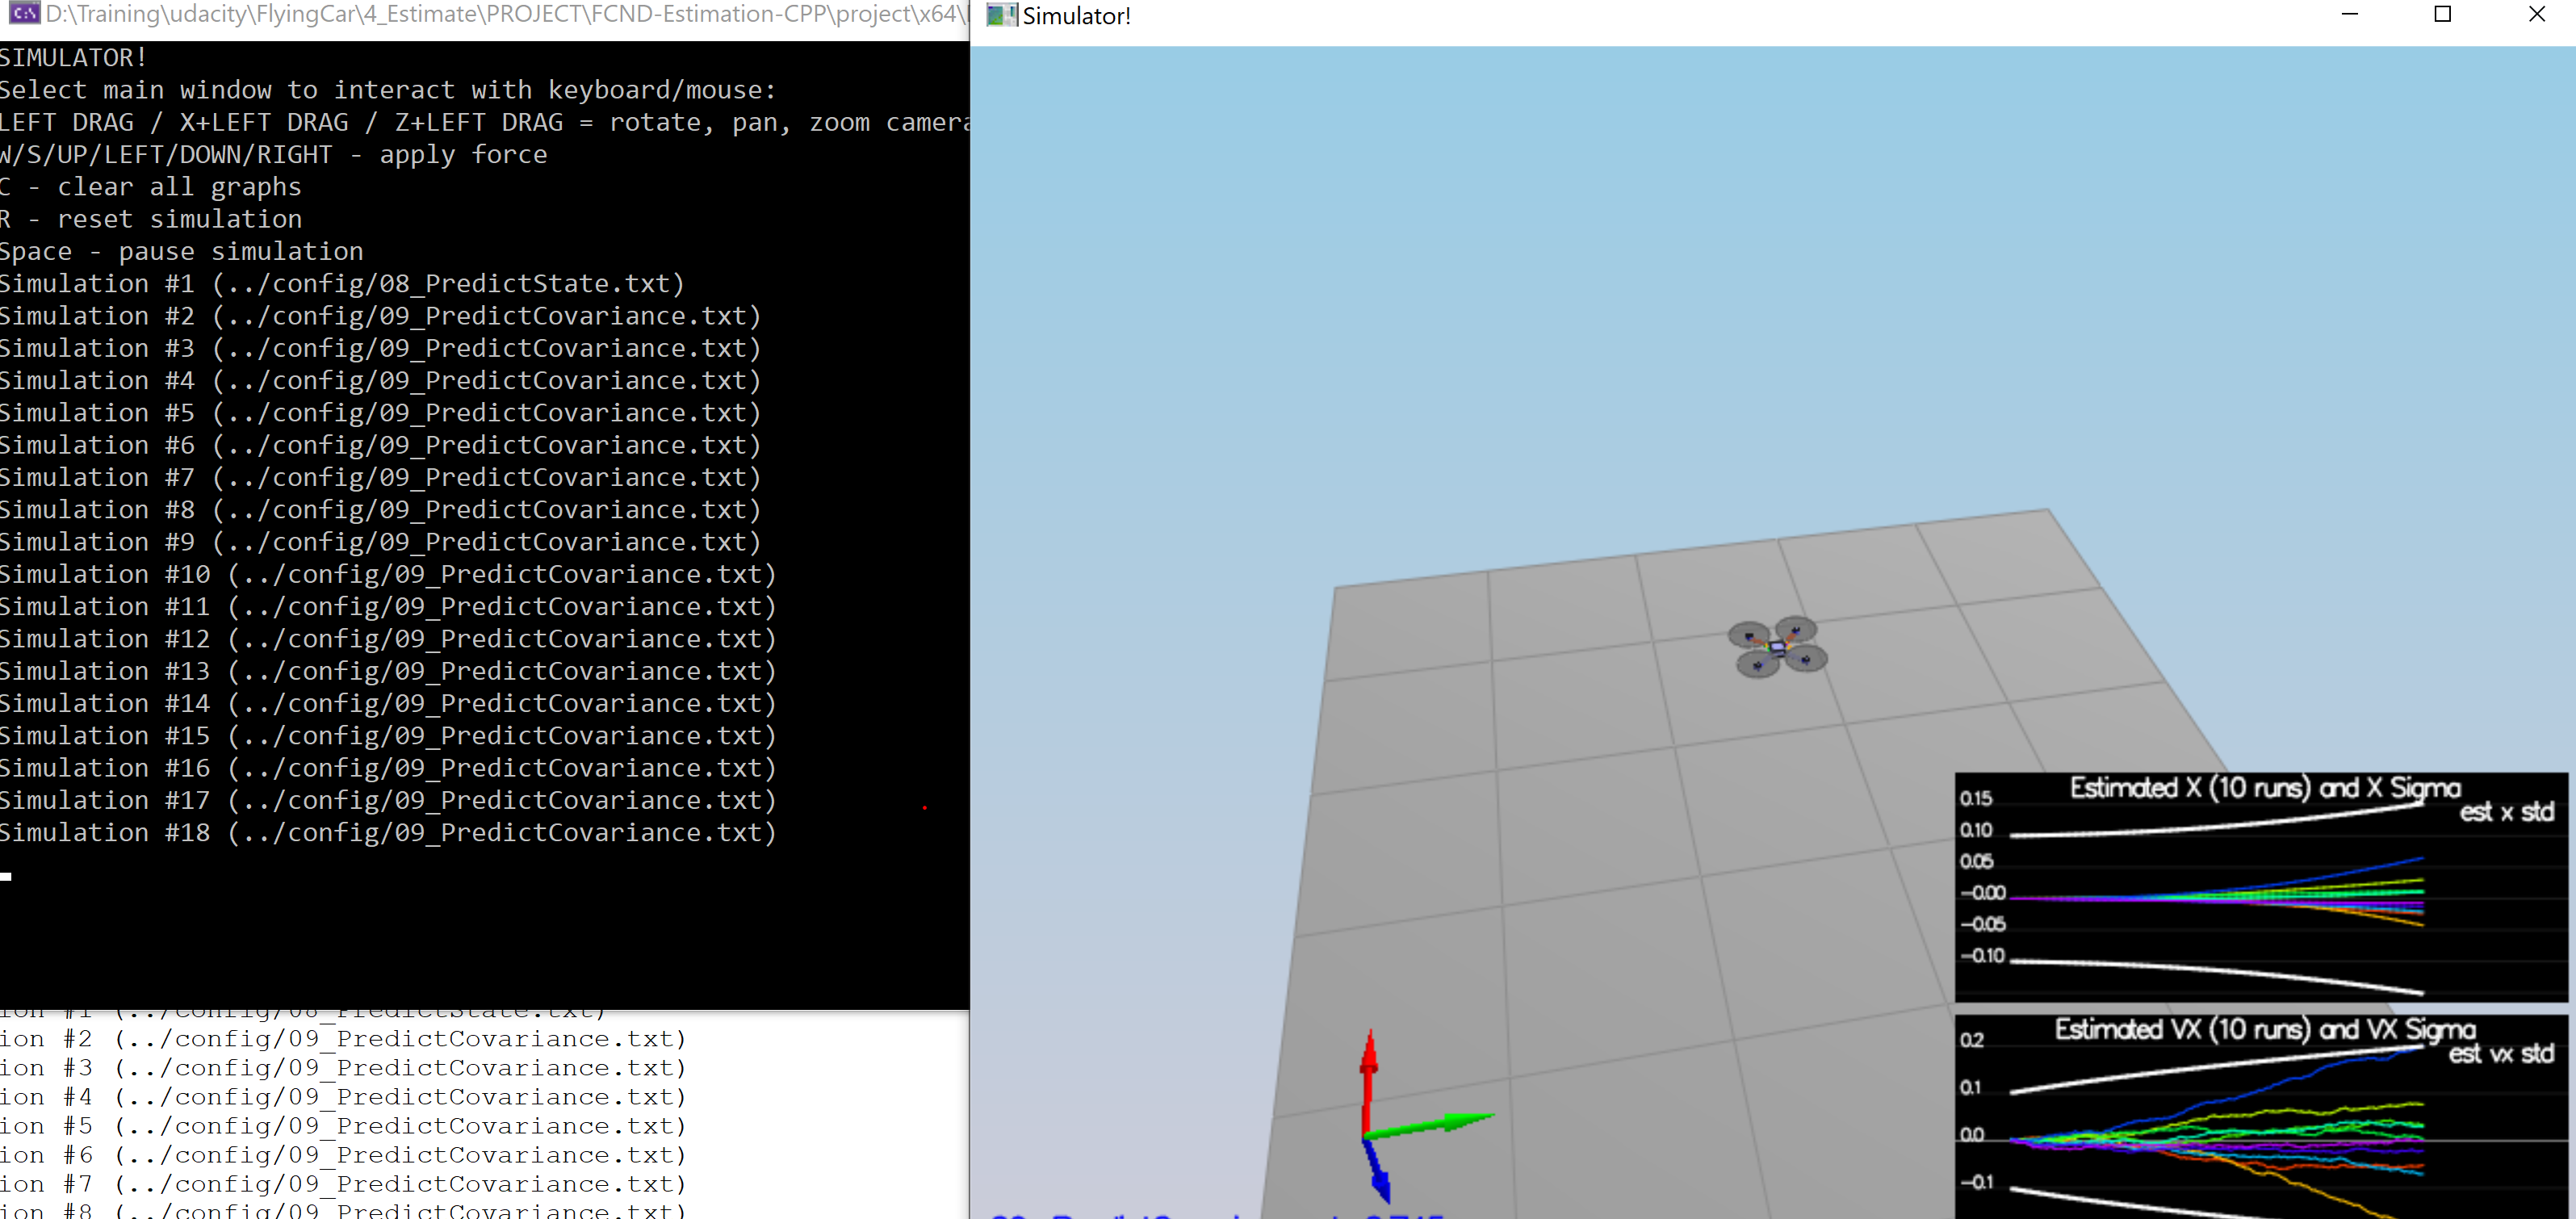 D:\Training\udacity\FlyingCar\4_Estimate\PROJECT\FCND-Estimation-CPP\project\x64\
SIMULATOR!
Select main window to interact with keyboard/mouse:
LEFT DRAG / X+LEFT DRAG / Z+LEFT DRAG = rotate, pan, zoom camera
W/S/UP/LEFT/DOWN/RIGHT - apply force
C - clear all graphs
R - reset simulation
Space - pause simulation
Simulation #1 (../config/08_PredictState.txt)
Simulation #2 (../config/09_PredictCovariance.txt)
Simulation #3 (../config/09_PredictCovariance.txt)
Simulation #4 (../config/09_PredictCovariance.txt)
Simulation #5 (../config/09_PredictCovariance.txt)
Simulation #6 (../config/09_PredictCovariance.txt)
Simulation #7 (../config/09_PredictCovariance.txt)
Simulation #8 (../config/09_PredictCovariance.txt)
Simulation #9 (../config/09_PredictCovariance.txt)
Simulation #10 (../config/09_PredictCovariance.txt)
Simulation #11 (../config/09_PredictCovariance.txt)
Simulation #12 (../config/09_PredictCovariance.txt)
Simulation #13 (../config/09_PredictCovariance.txt)
Simulation #14 (../config/09_PredictCovariance.txt)
Simulation #15 (../config/09_PredictCovariance.txt)
Simulation #16 (../config/09_PredictCovariance.txt)
Simulation #17 (../config/09_PredictCovariance.txt)
Simulation #18 (../config/09_PredictCovariance.txt)
ion #1 (../config/08_PredictState.txt)
ion #2 (../config/09_PredictCovariance.txt)
ion #3 (../config/09_PredictCovariance.txt)
ion #4 (../config/09_PredictCovariance.txt)
ion #5 (../config/09_PredictCovariance.txt)
ion #6 (../config/09_PredictCovariance.txt)
ion #7 (../config/09_PredictCovariance.txt)
ion #8 (../config/09_PredictCovariance.txt)
Simulator!
Estimated X (10 runs) and X Sigma
est x std
0.15
0.10
0.05
-0.00
-0.05
-0.10
Estimated VX (10 runs) and VX Sigma
est vx std
0.2
0.1
0.0
-0.1